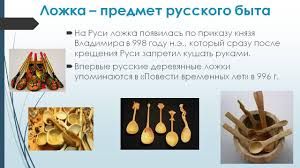 Ложка – предмет русского быта
На Руси ложка появилась по приказу князя
Владимира в 998 году н.э., который сразу после
крещения Руси запретил кушать руками.
Впервые русские деревянные ложки
упоминаются в «Повести временных лет» в 996 г.